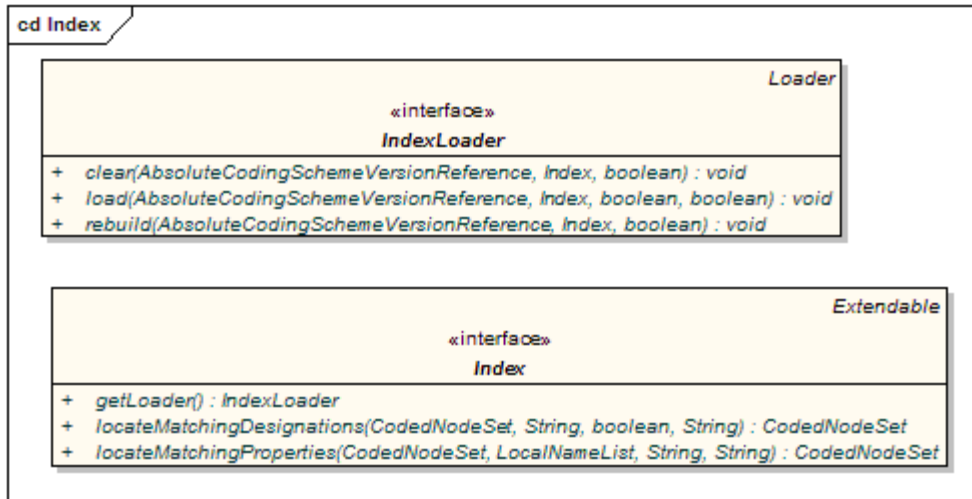 cd Index
Loader
«interface»
IndexLoader
+ clear(AbsoluteCodingSchemeVersionReference, Index, boolean) : void
+ load(AbsoluteCodingSchemeVersionReference, Index, boolean, boolean) : void
+ rebuild(AbsoluteCodingSchemeVersionReference, Index, boolean) : void
Extendable
«interface»
Index
+ getLoader() : IndexLoader
+ locateMatchingDesignations(CodedNodeSet, String, boolean, String) : CodedNodeSet
+ locateMatchingProperties(CodedNodeSet, LocalNameList, String, String) : CodedNodeSet